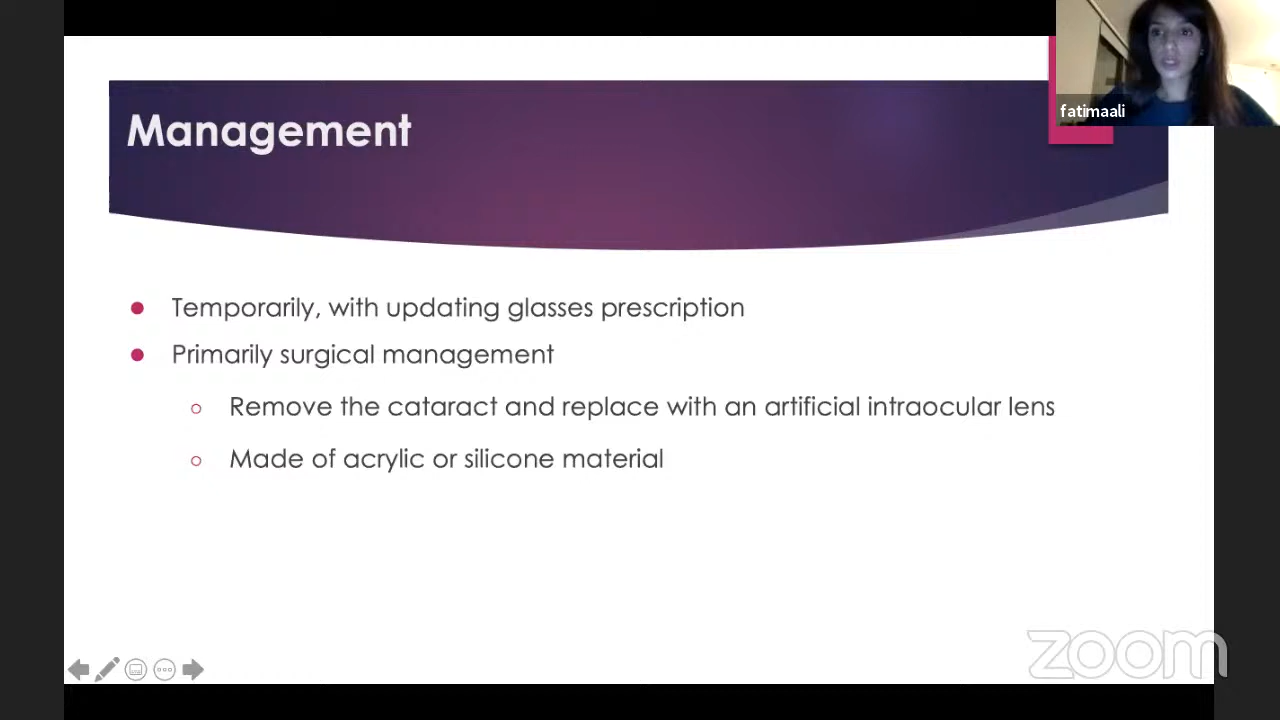 Management
fatimaali
Temporarily, with updating glasses prescription
Primarily surgical management
Remove the cataract and replace with an artificial intraocular lens
Made of acrylic or silicone material
zoom